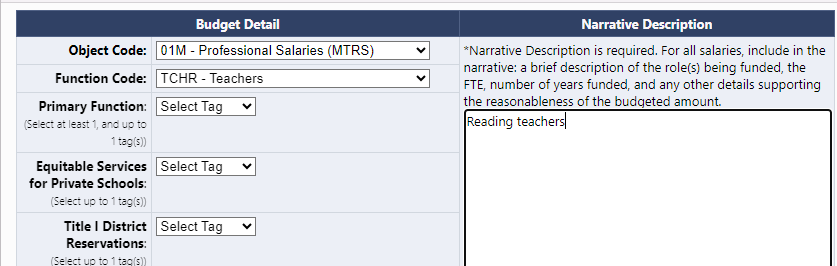 Budget Detail
Narrative Description
Object Code: 01M - Professional Salaries (MTRS)
Function Code: TCHR - Teachers
Primary Function: Select Tag
(Select at least 1, and up to
1 tag(s))
Equitable Services Select Tag
for Private Schools:
(Select up to 1 tag(s))
Title I District Select Tag
Reservations:
(Select up to 1 tag(s))
*Narrative Description is required. For all salaries, include in the
narrative: a brief description of the role(s) being funded, the
FTE, number of years funded, and any other details supporting
the reasonableness of the budgeted amount.
Reading teachers